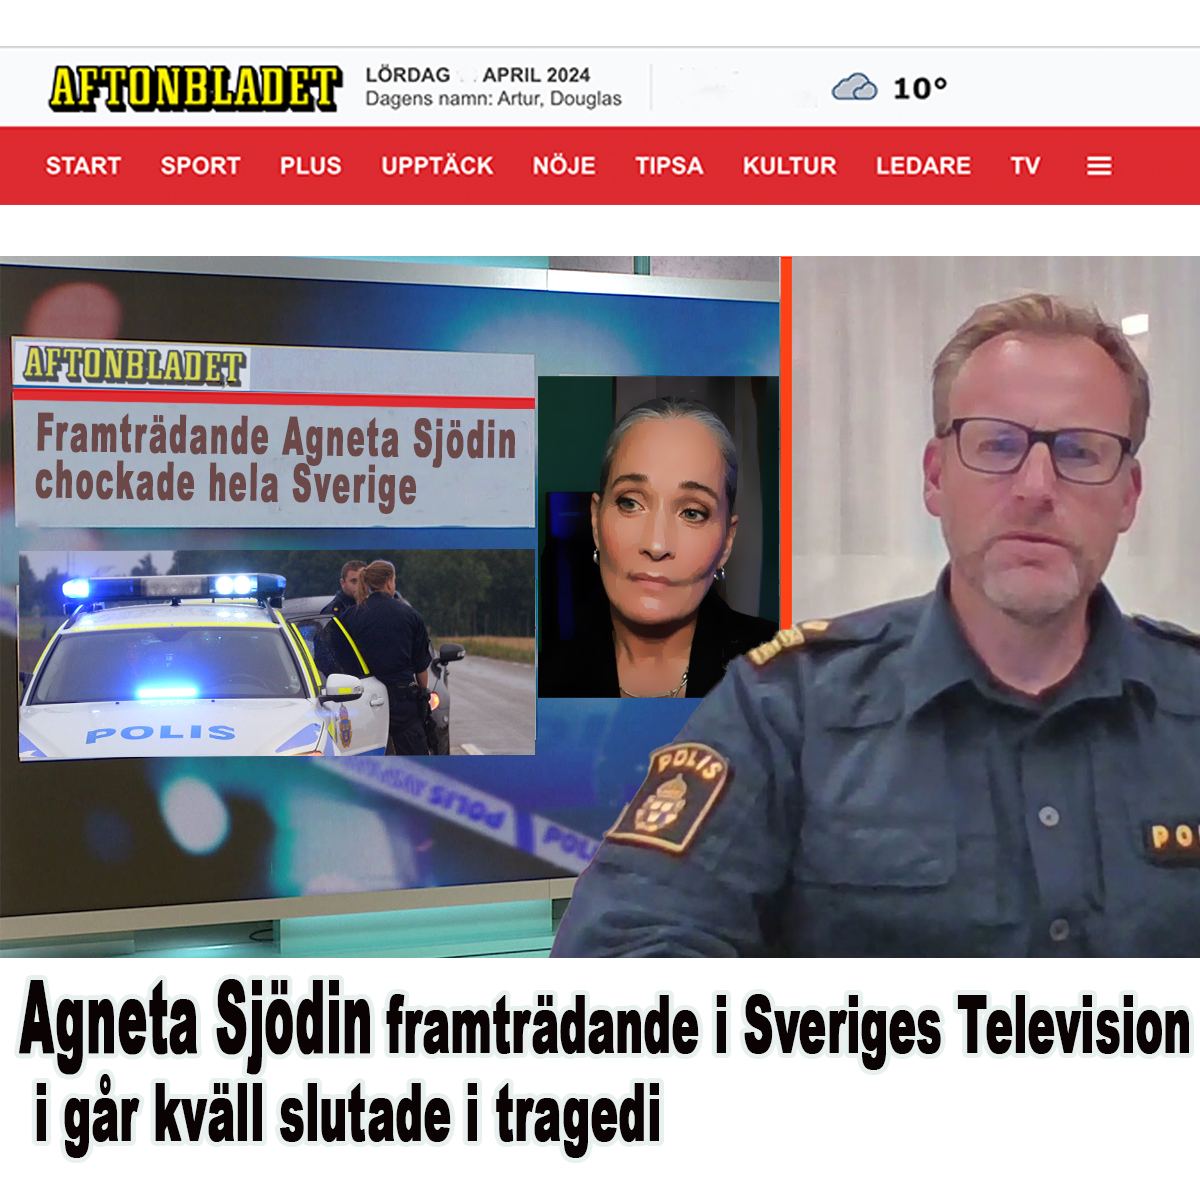 AFTONBLADET
LÖRDAG APRIL 2024
Dagens namn: Artur, Douglas
10°
START SPORT PLUS UPPTÄCK NÖJE TIPSA KULTUR LEDARE TV
AFTONBLADET
Framträdande Agneta Sjödin
chockade hela Sverige
POLIS
POLIS
POLIS
Agneta Sjödin framträdande i Sveriges Television
i går kväll slutade i tragedi